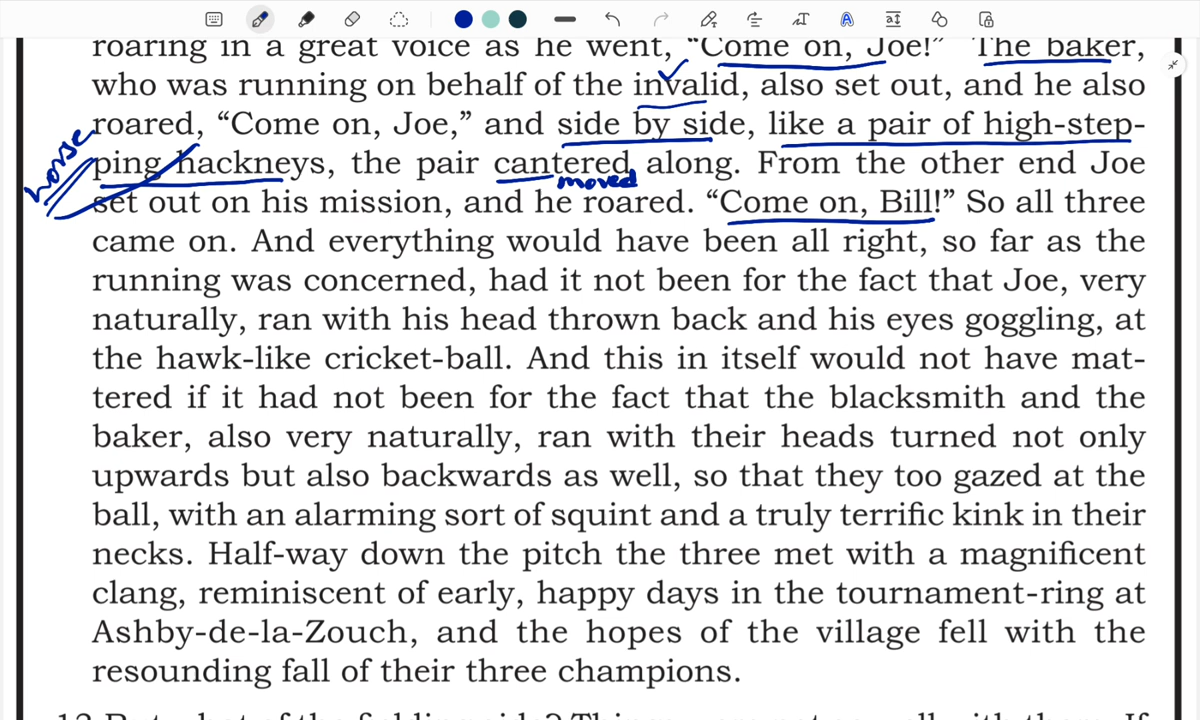 roaring in a great voice as he went, “Come on, Joe!” The baker,
who was running on behalf of the invalid, also set out, and he also
roared, “Come on, Joe,” and side by side, like a pair of high-step-
horse
ping hackneys, the pair cantered along. From the other end Joe
moved
set out on his mission, and he roared. “Come on, Bill!” So all three
came on. And everything would have been all right, so far as the
running was concerned, had it not been for the fact that Joe, very
naturally, ran with his head thrown back and his eyes goggling, at
the hawk-like cricket-ball. And this in itself would not have mat-
tered if it had not been for the fact that the blacksmith and the
baker, also very naturally, ran with their heads turned not only
upwards but also backwards as well, so that they too gazed at the
ball, with an alarming sort of squint and a truly terrific kink in their
necks. Half-way down the pitch the three met with a magnificent
clang, reminiscent of early, happy days in the tournament-ring at
Ashby-de-la-Zouch, and the hopes of the village fell with the
resounding fall of their three champions.